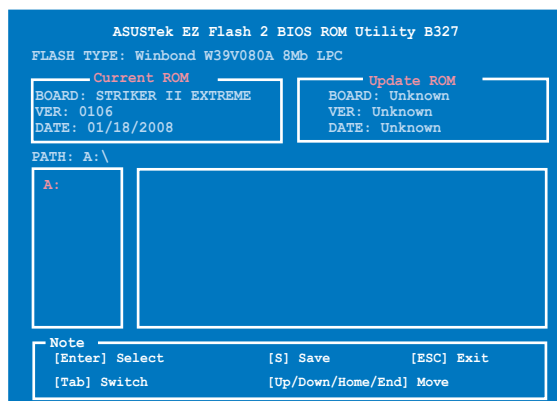 ASUSTek EZ Flash 2 BIOS ROM Utility B327
FLASH TYPE: Winbond W39V080A 8Mb LPC
Current ROM
BOARD: STRIKER II EXTREME
VER: 0106
DATE: 01/18/2008
Update ROM
BOARD: Unknown
VER: Unknown
DATE: Unknown
PATH: A:\
A:
Note
[Enter] Select [S] Save [ESC] Exit
[Tab] Switch [Up/Down/Home/End] Move